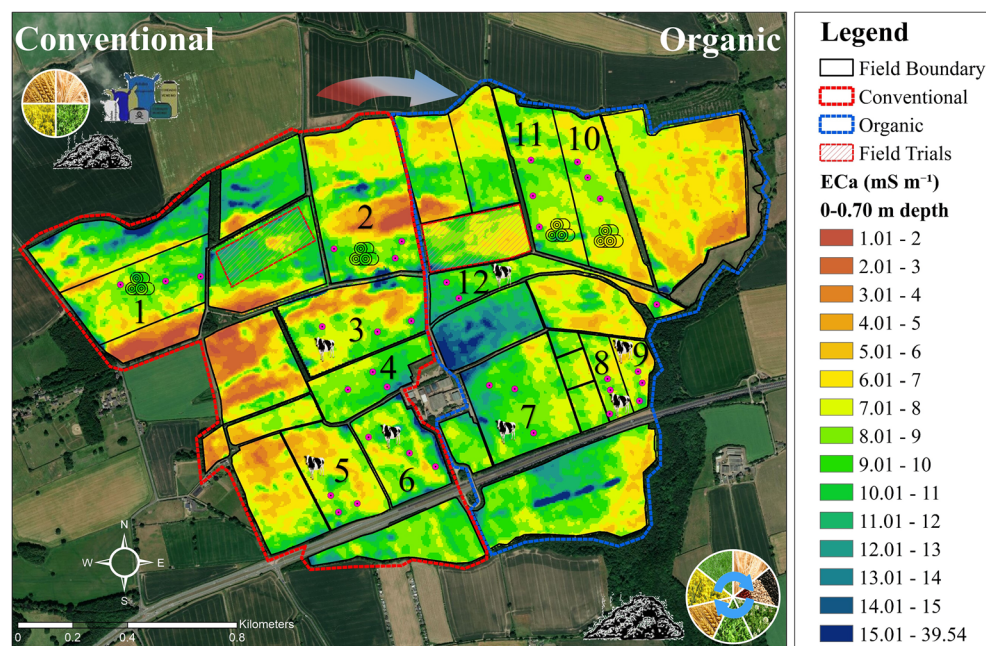 Conventional
Organic
11
10
2
1
12
3
4
8
9
7
5
6
N
W
E
S
0
0.2
0.4
0.8
Kilometers
Legend
Field Boundary
Conventional
Organic
Field Trials
ECa (mS m⁻¹)
0-0.70 m depth
1.01 - 2
2.01 - 3
3.01 - 4
4.01 - 5
5.01 - 6
6.01 - 7
7.01 - 8
8.01 - 9
9.01 - 10
10.01 - 11
11.01 - 12
12.01 - 13
13.01 - 14
14.01 - 15
15.01 - 39.54